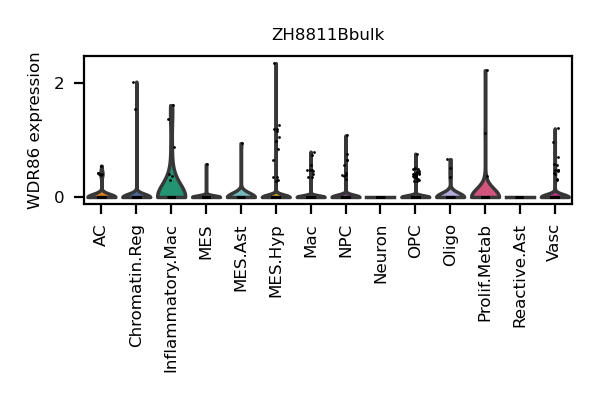 ZH8811Bbulk
WDR86 expression
2
0
AC
Chromatin.Reg
Inflammatory.Mac
MES
MES.Ast
MES.Hyp
Mac
NPC
Neuron
OPC
Oligo
Prolif.Metab
Reactive.Ast
Vasc